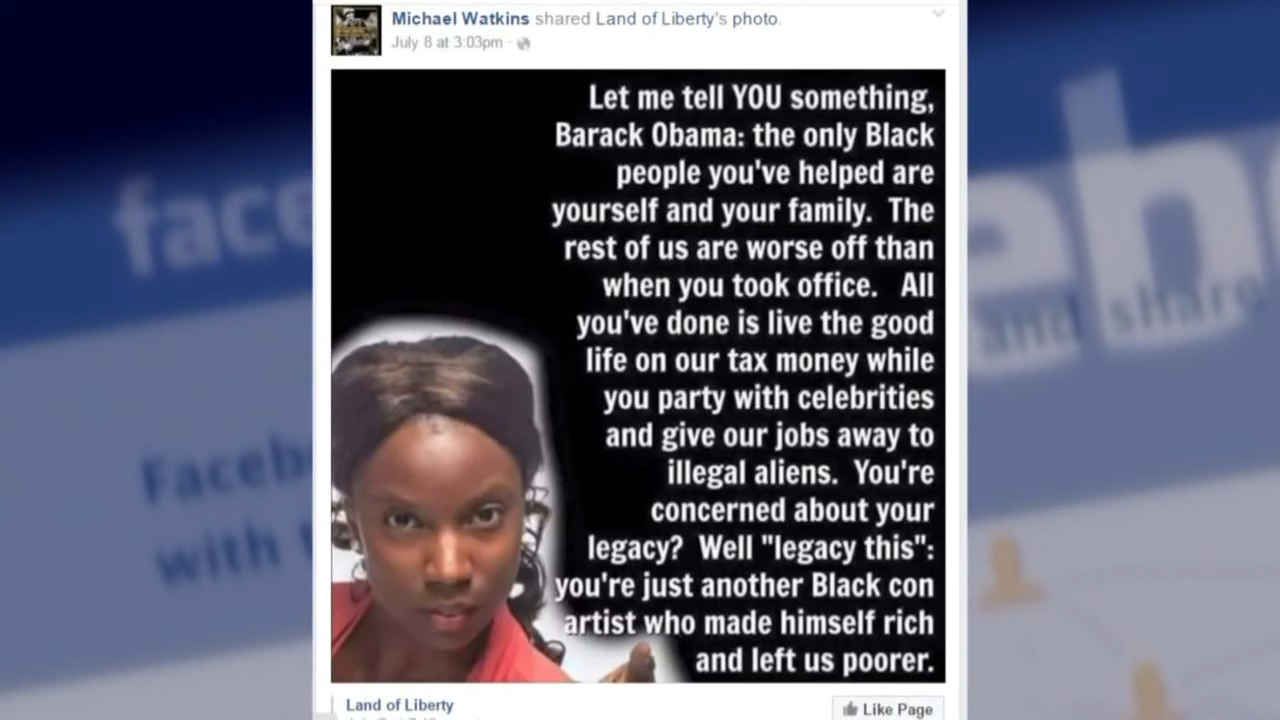 Michael Watkins shared Land of Liberty's photo.
July 8 at 3:03pm
Let me tell YOU something,
Barack Obama: the only Black
people you've helped are
yourself and your family. The
rest of us are worse off than
when you took office. All
you've done is live the good
life on our tax money while
you party with celebrities
and give our jobs away to
illegal aliens. You're
concerned about your
legacy? Well "legacy this":
you're just another Black con
artist who made himself rich
and left us poorer.
Land of Liberty
Like Page
face
Faceb
with
and share